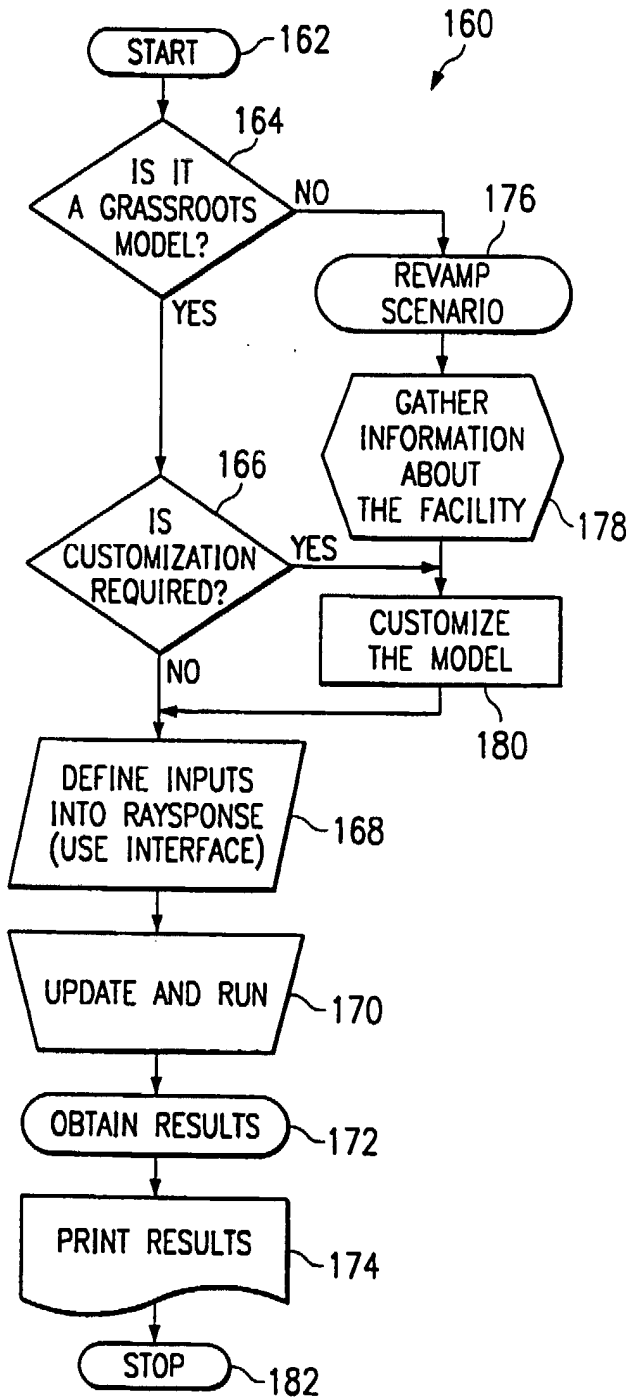 START
162
160
164
IS IT
A GRASSROOTS
MODEL?
NO
YES
176
REVAMP
SCENARIO
GATHER
INFORMATION
ABOUT
THE FACILITY
178
166
IS
CUSTOMIZATION
REQUIRED?
YES
NO
CUSTOMIZE
THE MODEL
180
DEFINE INPUTS
INTO RAYSPONSE
(USE INTERFACE)
168
UPDATE AND RUN
170
OBTAIN RESULTS
172
PRINT RESULTS
174
STOP
182